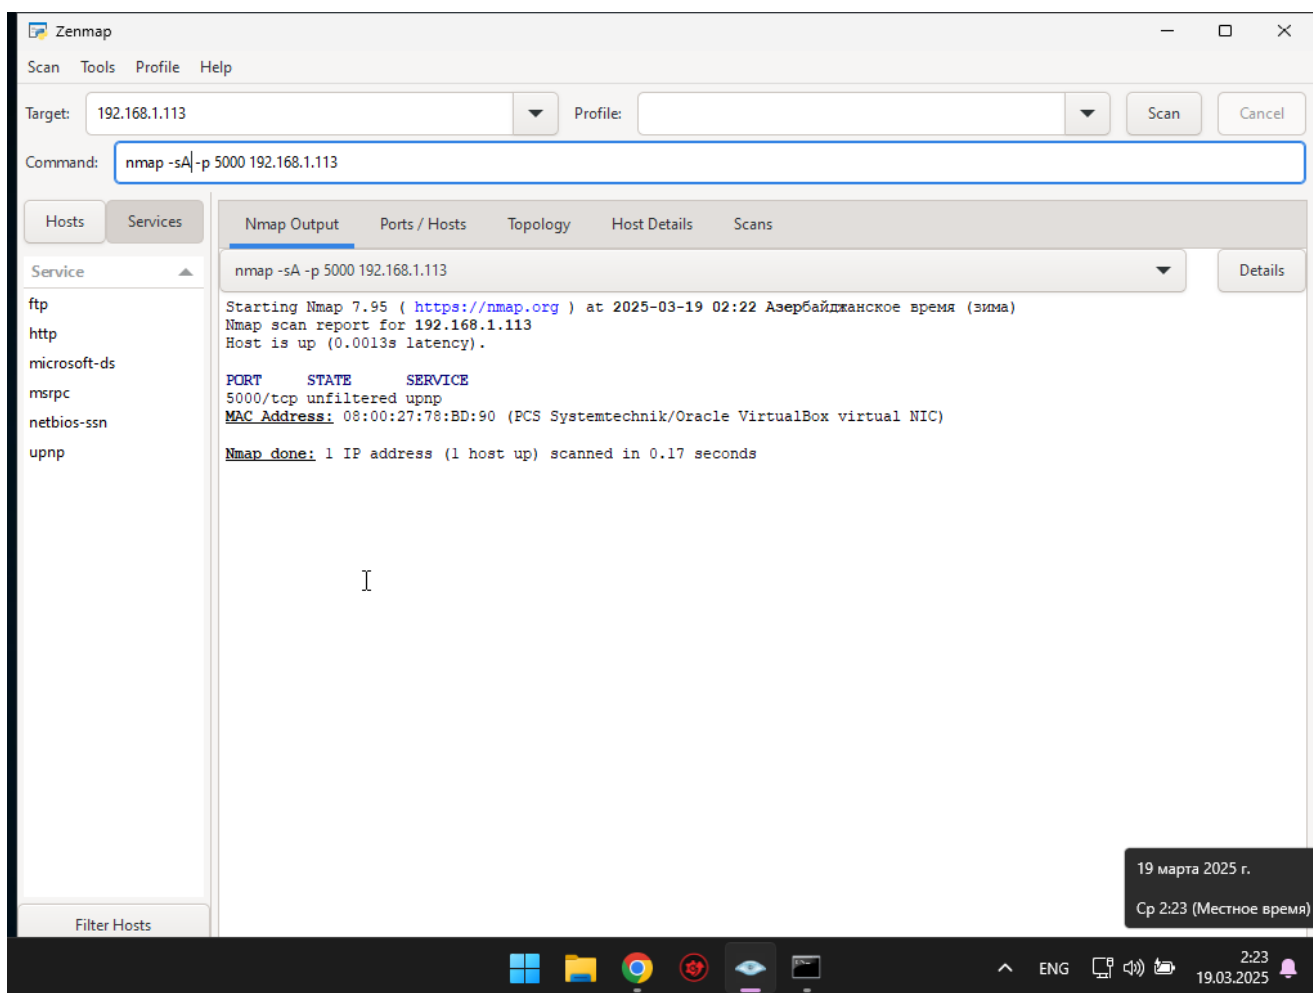 Zenmap
Scan Tools Profile Help
Target: 192.168.1.113 Profile: Scan Cancel
Command: nmap -sA -p 5000 192.168.1.113
Hosts Services
Nmap Output Ports / Hosts Topology Host Details Scans
Service
ftp
http
microsoft-ds
msrpc
netbios-ssn
upnp
Filter Hosts
nmap -sA -p 5000 192.168.1.113 Details
Starting Nmap 7.95 ( https://nmap.org ) at 2025-03-19 02:22 Азербайджанское время (зима)
Nmap scan report for 192.168.1.113
Host is up (0.0013s latency).
PORT STATE SERVICE
5000/tcp unfiltered upnp
MAC Address: 08:00:27:78:BD:90 (PCS Systemtechnik/Oracle VirtualBox virtual NIC)
Nmap done: 1 IP address (1 host up) scanned in 0.17 seconds
19 марта 2025 г.
Ср 2:23 (Местное время)
ENG
2:23
19.03.2025